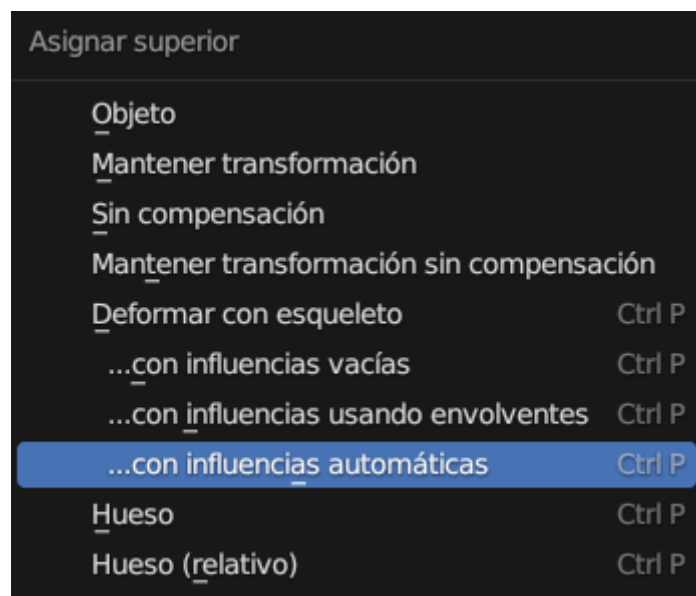 Asignar superior
Objeto
Mantener transformación
Sin compensación
Mantener transformación sin compensación
Deformar con esqueleto Ctrl P
...con influencias vacías Ctrl P
...con influencias usando envolventes Ctrl P
...con influencias automáticas Ctrl P
Hueso Ctrl P
Hueso (relativo) Ctrl P